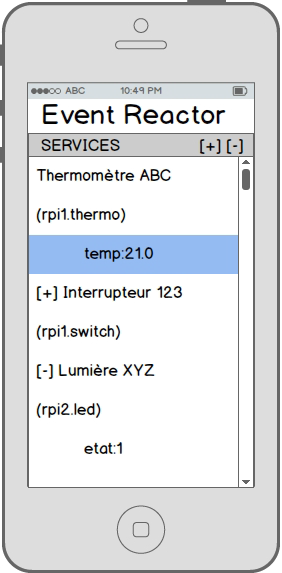 ABC 10:49 PM
Event Reactor
SERVICES [+] [-]
Thermomètre ABC
(rpi1.thermo)
temp:21.0
[+] Interrupteur 123
(rpi1.switch)
[-] Lumière XYZ
(rpi2.led)
etat:1